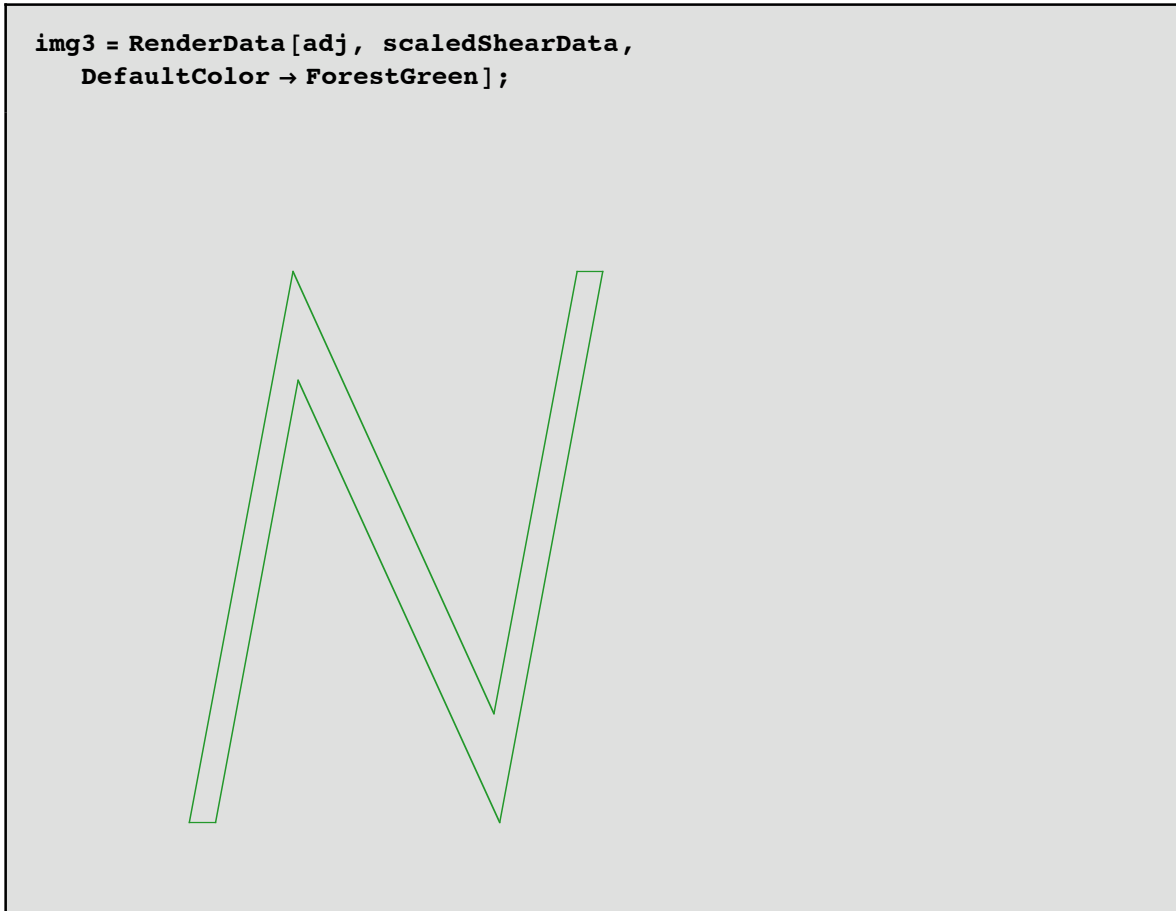 img3 = RenderData[adj, scaledShearData,
DefaultColor → ForestGreen];